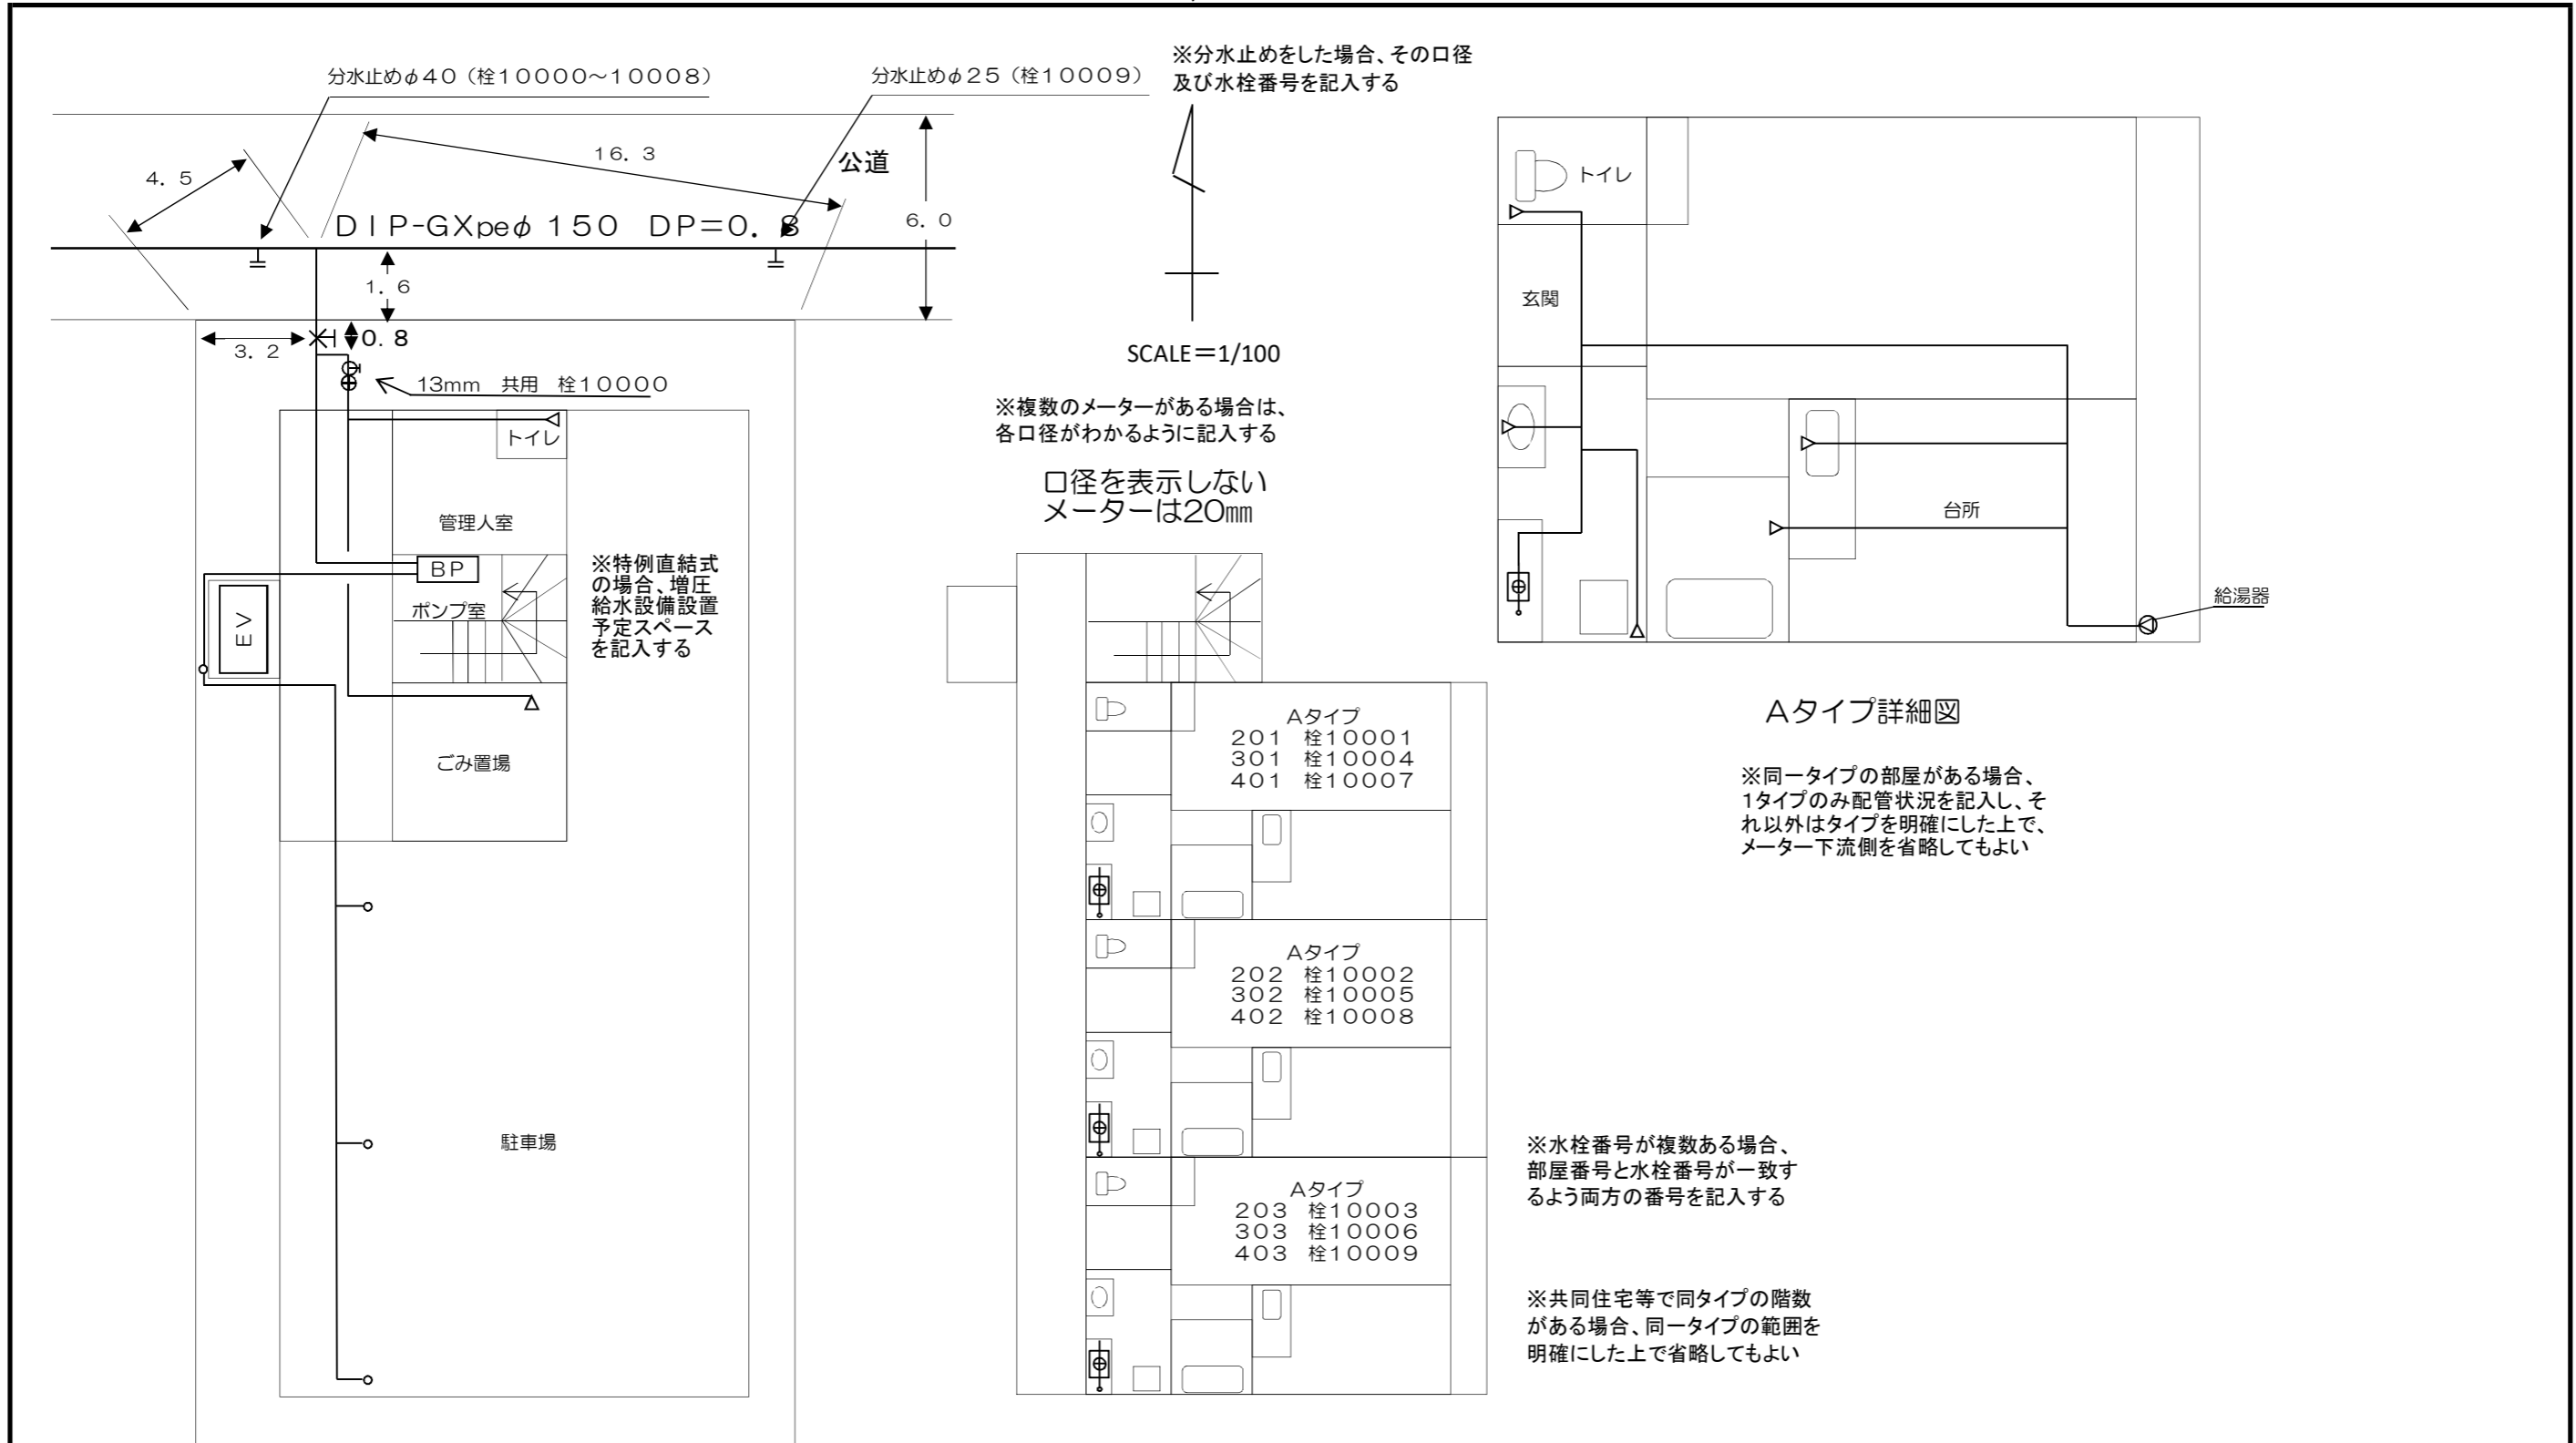 分水止めφ40（栓10000～10008）
分水止めφ25（栓10009）
※分水止めをした場合、その口径
及び水栓番号を記入する
4．5
16．3
公道
6．0
DIP-GXpeφ150　DP=0．8
1．6
3．2
0．8
13mm　共用　栓10000
トイレ
管理人室
BP
ポンプ室
EV
ごみ置場
駐車場
※特例直結式
の場合、増圧
給水設備設置
予定スペース
を記入する
SCALE＝1/100
※複数のメーターがある場合は、
各口径がわかるように記入する
口径を表示しない
メーターは20㎜
Aタイプ
201　栓10001
301　栓10004
401　栓10007
Aタイプ
202　栓10002
302　栓10005
402　栓10008
Aタイプ
203　栓10003
303　栓10006
403　栓10009
トイレ
玄関
台所
給湯器
Aタイプ詳細図
※同一タイプの部屋がある場合、
1タイプのみ配管状況を記入し、そ
れ以外はタイプを明確にした上で、
メーター下流側を省略してもよい
※水栓番号が複数ある場合、
部屋番号と水栓番号が一致す
るよう両方の番号を記入する
※共同住宅等で同タイプの階数
がある場合、同一タイプの範囲を
明確にした上で省略してもよい